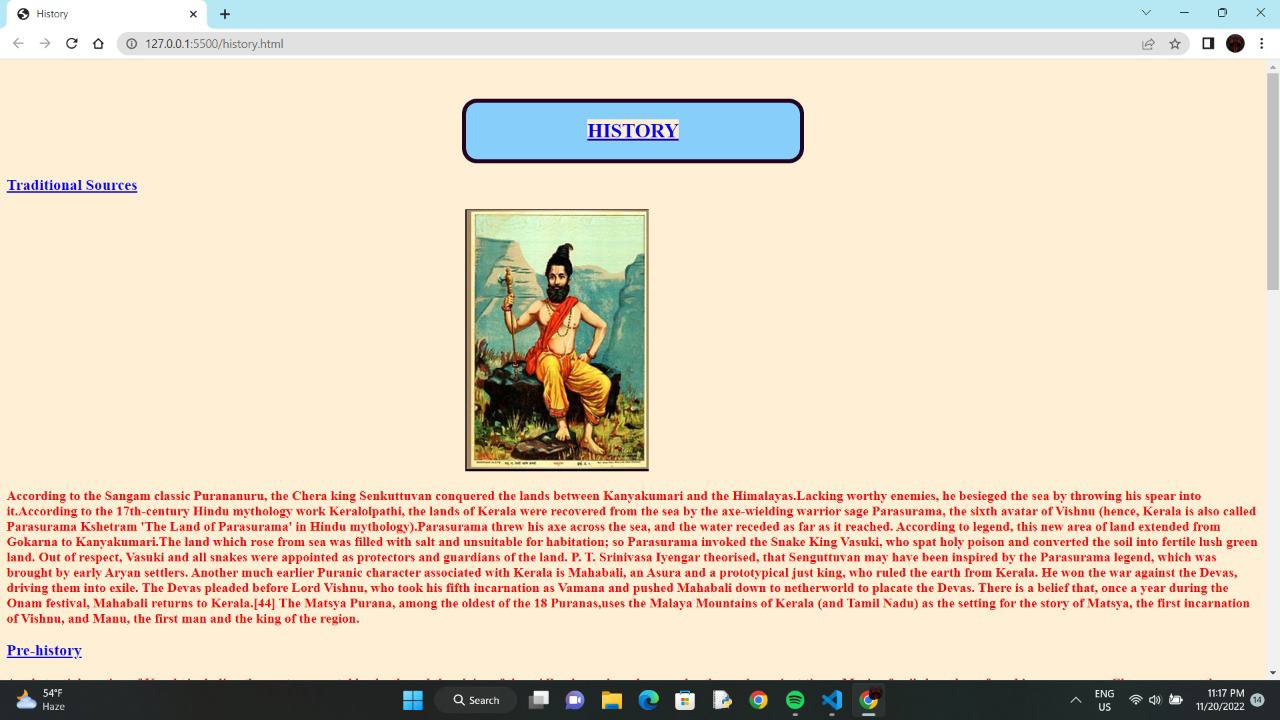 History
127.0.0.1:5500/history.html
HISTORY
Traditional Sources
According to the Sangam classic Purananuru, the Chera king Senkuttuvan conquered the lands between Kanyakumari and the Himalayas.Lacking worthy enemies, he besieged the sea by throwing his spear into
it.According to the 17th-century Hindu mythology work Keralolpathi, the lands of Kerala were recovered from the sea by the axe-wielding warrior sage Parasurama, the sixth avatar of Vishnu (hence, Kerala is also called
Parasurama Kshetram 'The Land of Parasurama' in Hindu mythology).Parasurama threw his axe across the sea, and the water receded as far as it reached. According to legend, this new area of land extended from
Gokarna to Kanyakumari.The land which rose from sea was filled with salt and unsuitable for habitation; so Parasurama invoked the Snake King Vasuki, who spat holy poison and converted the soil into fertile lush green
land. Out of respect, Vasuki and all snakes were appointed as protectors and guardians of the land. P. T. Srinivasa Iyengar theorised, that Senguttuvan may have been inspired by the Parasurama legend, which was
brought by early Aryan settlers. Another much earlier Puranic character associated with Kerala is Mahabali, an Asura and a prototypical just king, who ruled the earth from Kerala. He won the war against the Devas,
driving them into exile. The Devas pleaded before Lord Vishnu, who took his fifth incarnation as Vamana and pushed Mahabali down to netherworld to placate the Devas. There is a belief that, once a year during the
Onam festival, Mahabali returns to Kerala.[44] The Matsya Purana, among the oldest of the 18 Puranas,uses the Malaya Mountains of Kerala (and Tamil Nadu) as the setting for the story of Matsya, the first incarnation
of Vishnu, and Manu, the first man and the king of the region.
Pre-history
54°F
Haze
Search
ENG
US
11:17 PM
11/20/2022
14